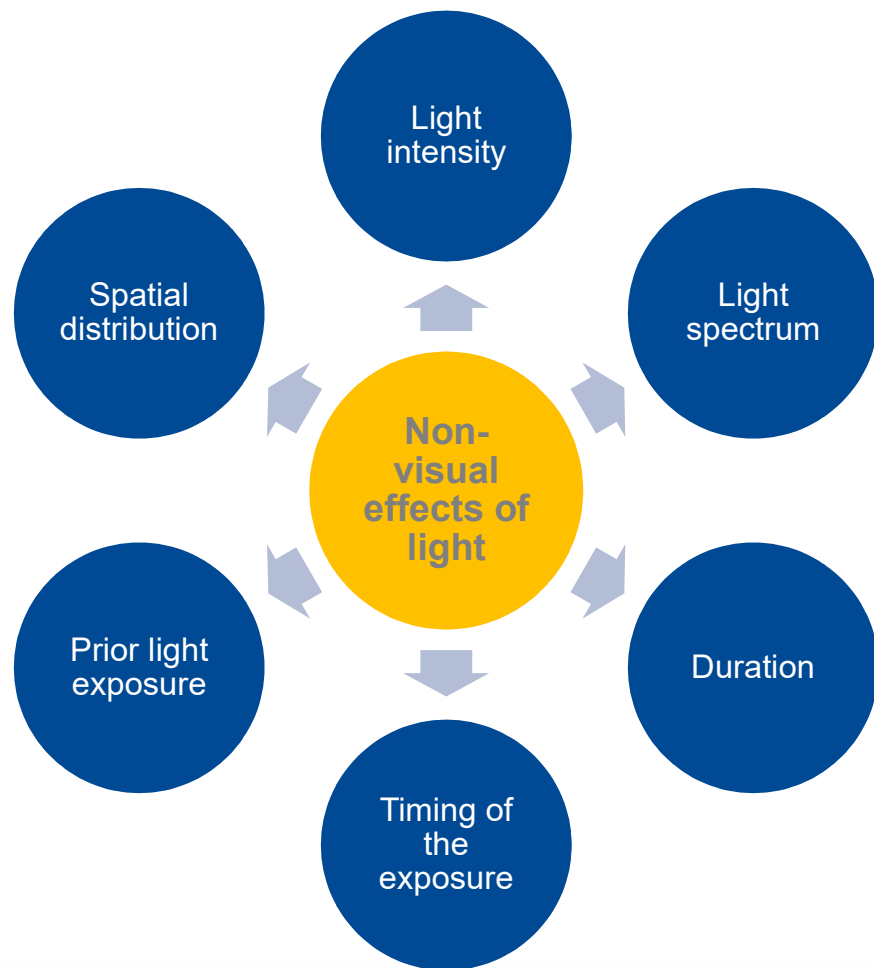 Light
intensity
Spatial
distribution
Light
spectrum
Non-
visual
effects of
light
Prior light
exposure
Duration
Timing of
the
exposure